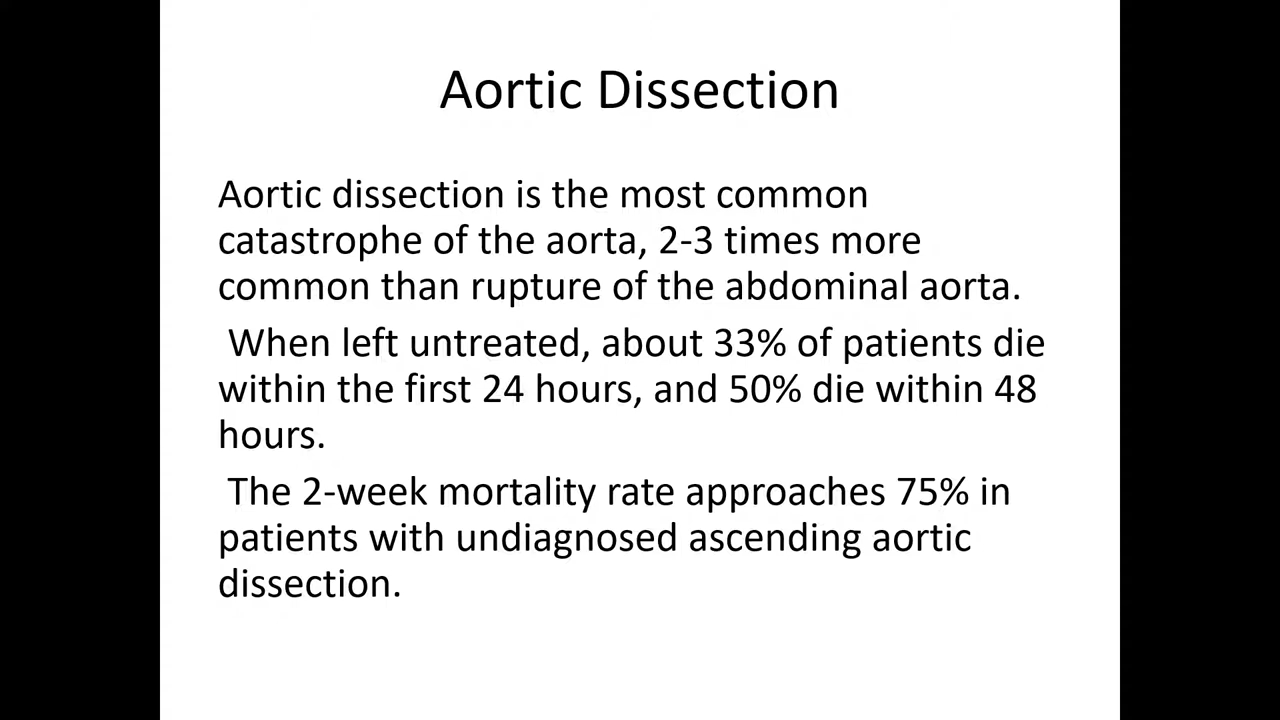 Aortic Dissection
Aortic dissection is the most common
catastrophe of the aorta, 2-3 times more
common than rupture of the abdominal aorta.
When left untreated, about 33% of patients die
within the first 24 hours, and 50% die within 48
hours.
The 2-week mortality rate approaches 75% in
patients with undiagnosed ascending aortic
dissection.